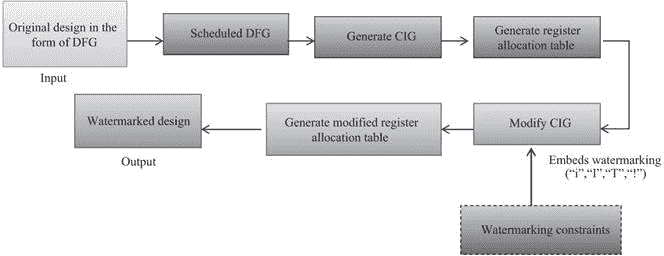 Original design in the
form of DFG
Input
Scheduled DFG
Generate CIG
Generate register
allocation table
Watermarked design
Output
Generate modified register
allocation table
Modify CIG
Embeds watermarking
("i","I","T","!")
Watermarking constraints